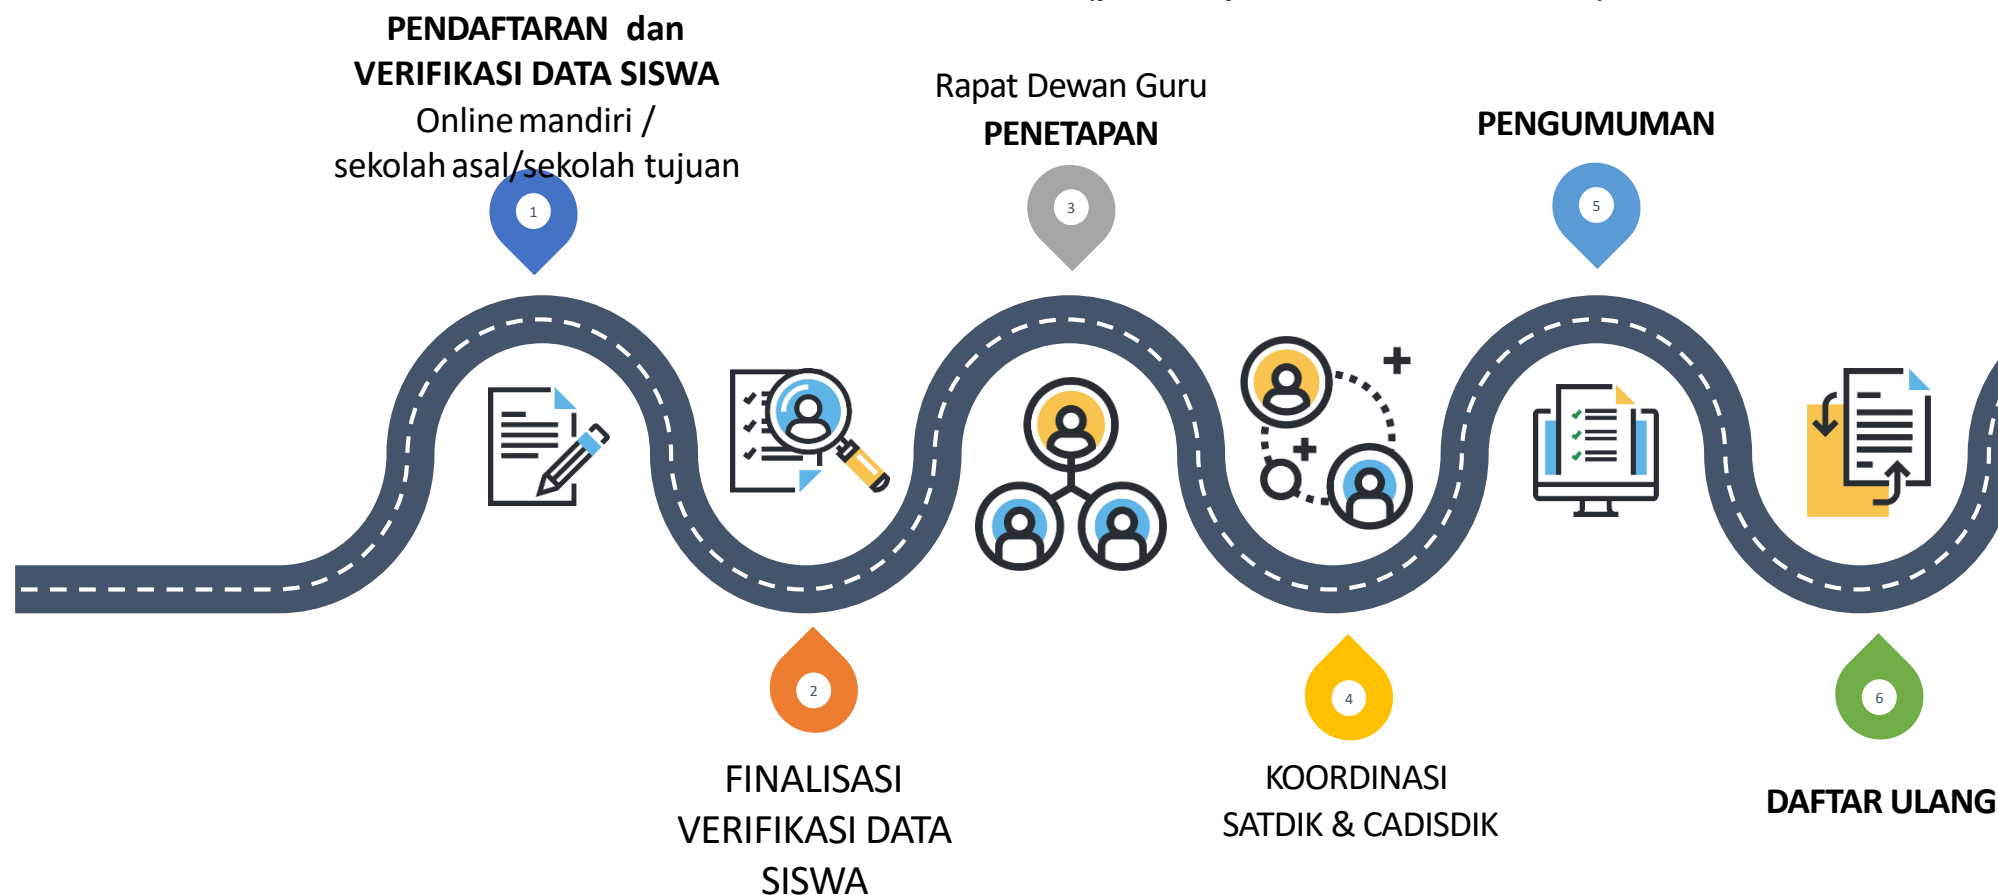 PENDAFTARAN dan
VERIFIKASI DATA SISWA
Online mandiri /
sekolah asal/sekolah tujuan
1
Rapat Dewan Guru
PENETAPAN
3
PENGUMUMAN
5
2
FINALISASI
VERIFIKASI DATA
SISWA
4
KOORDINASI
SATDIK & CADISDIK
6
DAFTAR ULANG